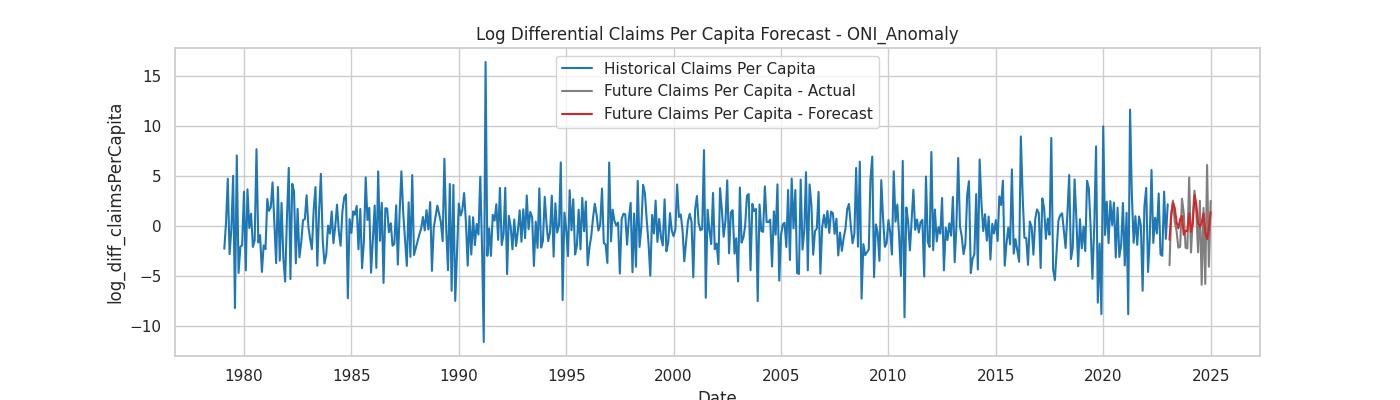 Log Differential Claims Per Capita Forecast - ONI_Anomaly
Historical Claims Per Capita
Future Claims Per Capita - Actual
Future Claims Per Capita - Forecast
log_diff_claimsPerCapita
15
10
5
0
−5
−10
1980 1985 1990 1995 2000 2005 2010 2015 2020 2025
Date